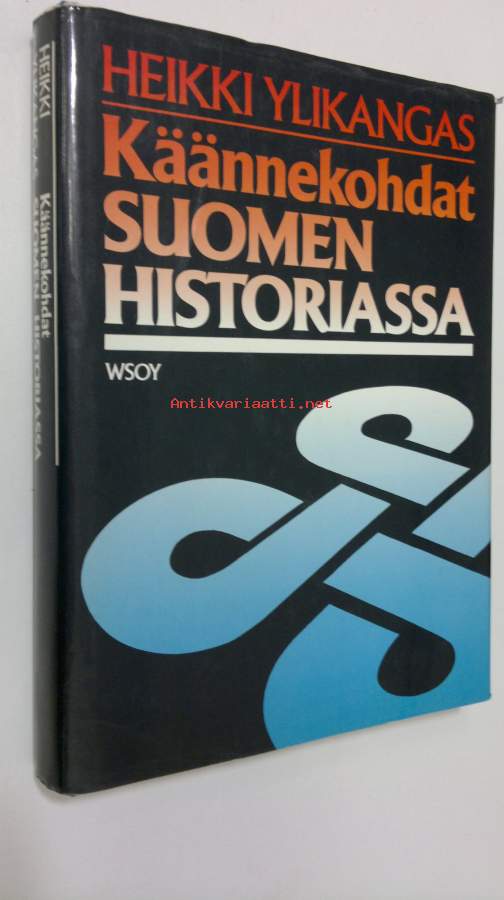 HEIKKI YLIKANGAS
Käännekohdat
SUOMEN
HISTORIASSA
WSOY
Antikvariaatti.net
HEIKKI
YLIKANGAS
Käännekohdat
SUOMEN HISTORIASSA